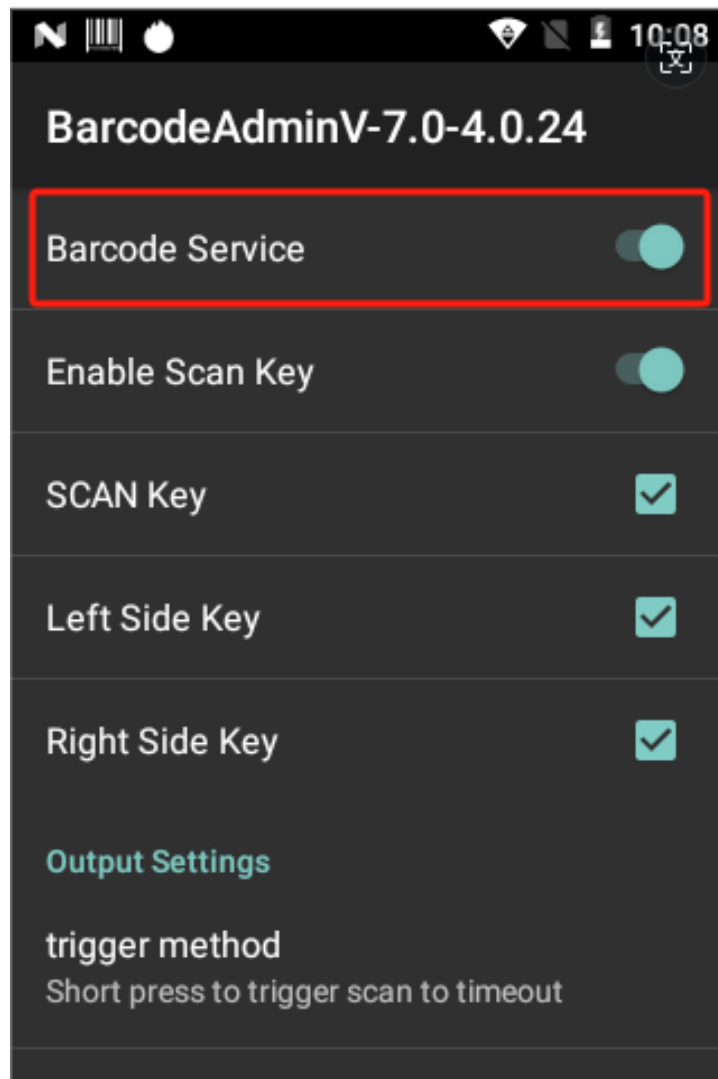 10:08
BarcodeAdminV-7.0-4.0.24
Barcode Service
Enable Scan Key
SCAN Key
Left Side Key
Right Side Key
Output Settings
trigger method
Short press to trigger scan to timeout